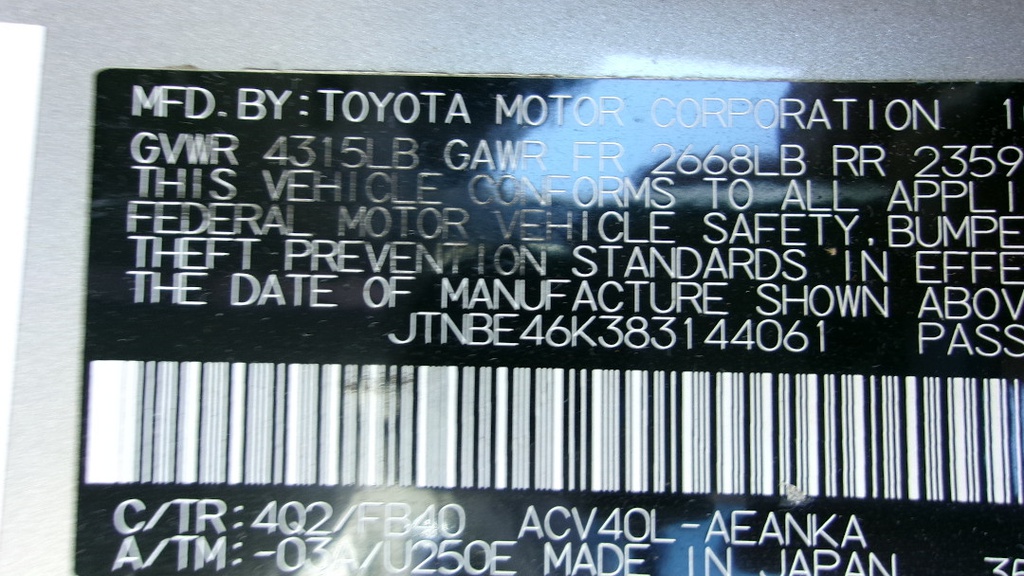 MFD. BY: TOYOTA MOTOR CORPORATION 1
GVWR 4315LB GAWR FR 2668LB RR 2359
THIS VEHICLE CONFORMS TO ALL APPLI
FEDERAL MOTOR VEHICLE SAFETY, BUMPE
THEFT PREVENTION STANDARDS IN EFFE
THE DATE OF MANUFACTURE SHOWN ABOV
JTNBE46K383144061 PASS
C/TR: 4Q2/FB40 ACV40L-AEANKA
A/TM: -03A/U250E MADE IN JAPAN